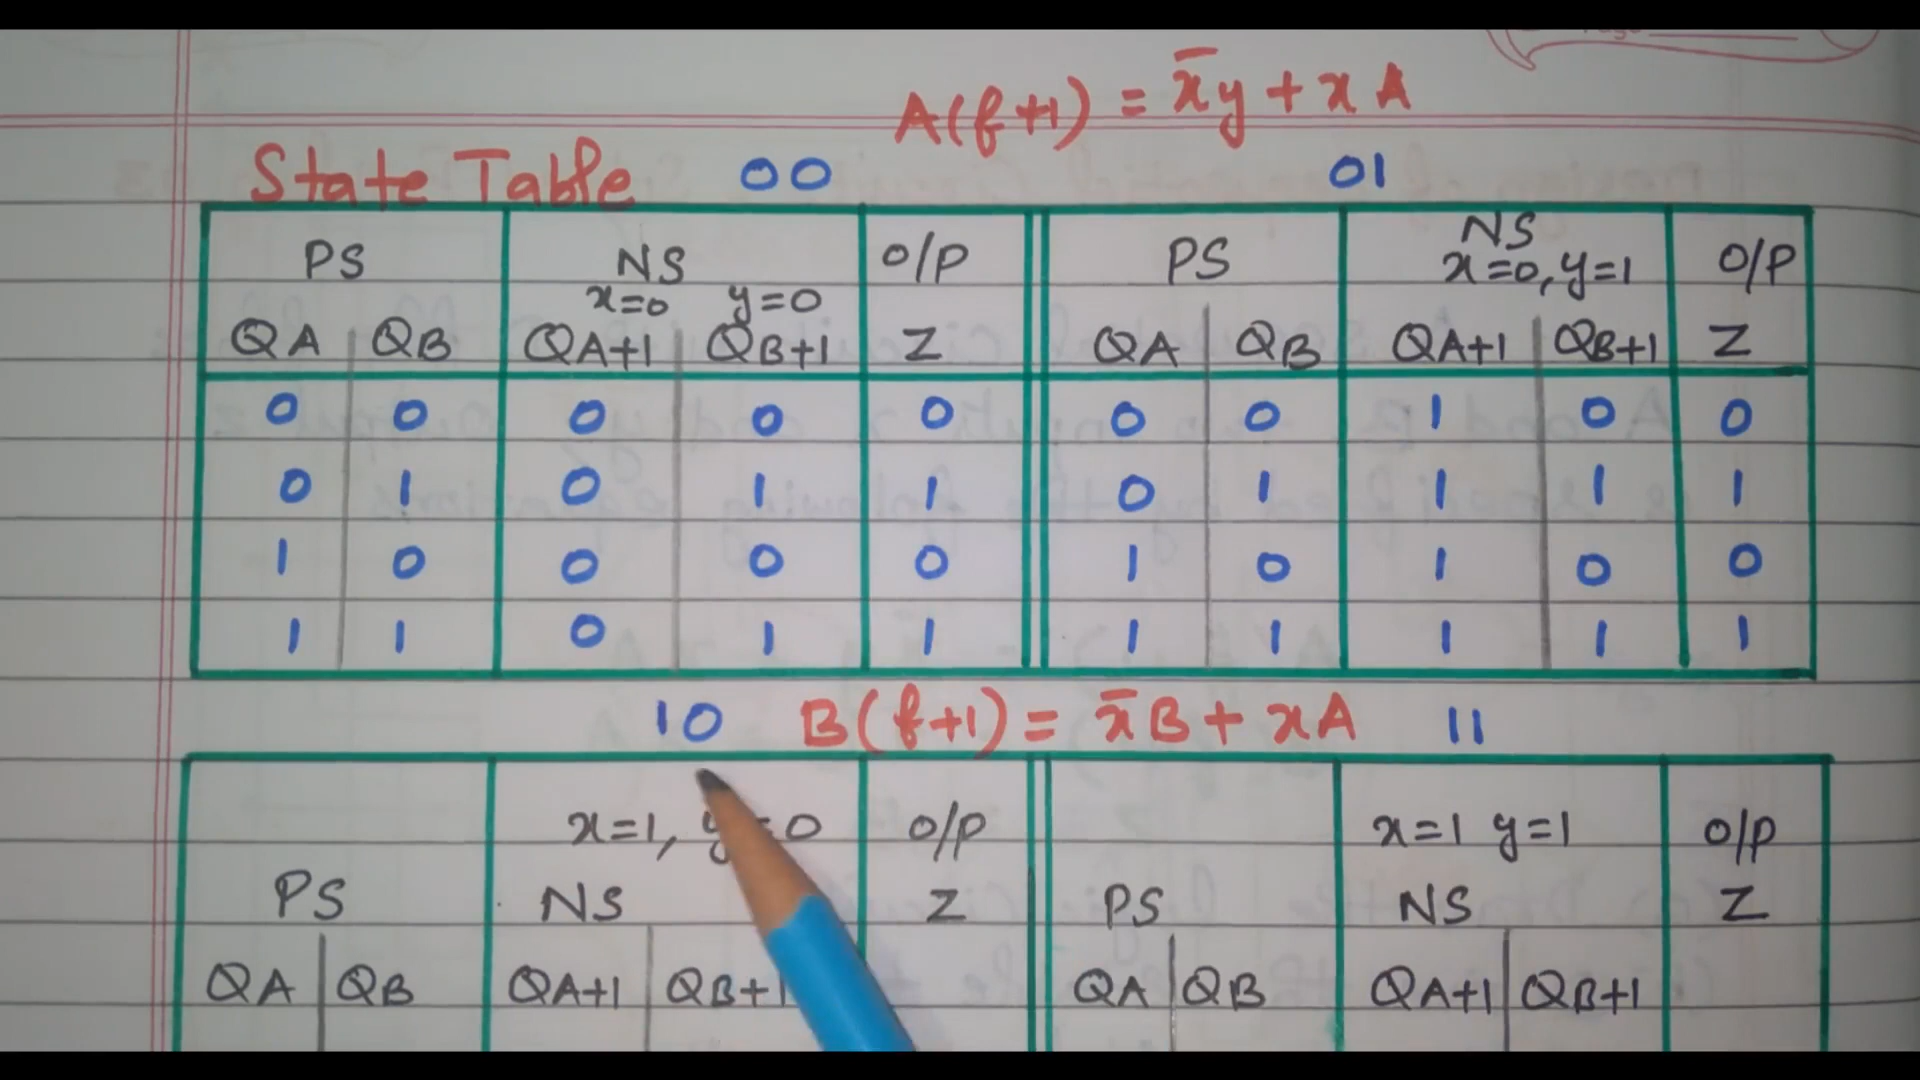 A(t+1) = x̄y + xA
State Table 00 01
PS NS O/P PS NS O/P
x=0 y=0 x=0, y=1
QA QB QA+1 QB+1 Z QA QB QA+1 QB+1 Z
0 0 0 0 0 0 0 1 0 0
0 1 0 1 1 0 1 1 1 1
1 0 0 0 0 1 0 1 0 0
1 1 0 1 1 1 1 1 1 1
10 B(t+1) = x̄B + xA 11
x=1, y=0 O/P x=1 y=1 O/P
PS NS Z PS NS Z
QA QB QA+1 QB+1 QA QB QA+1 QB+1